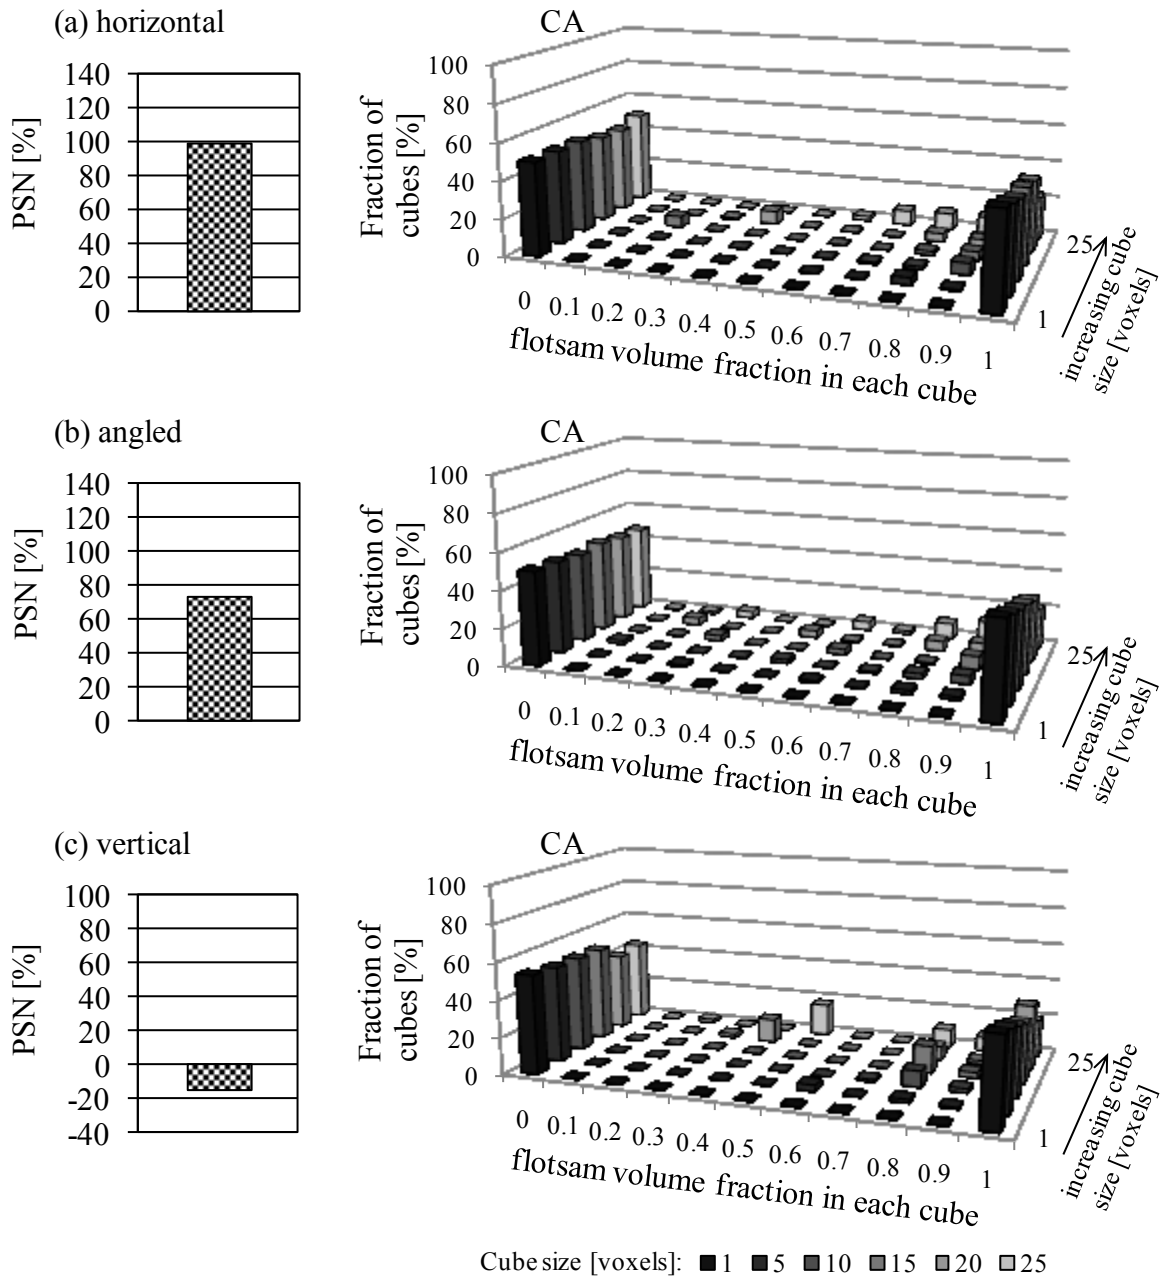 (a) horizontal
CA
PSN [%]
140
120
100
80
60
40
20
0
Fraction of
cubes [%]
100
80
60
40
20
0
0 0.1 0.2 0.3 0.4 0.5 0.6 0.7 0.8 0.9 1
flotsam volume fraction in each cube
25
1
increasing cube
size [voxels]
(b) angled
CA
PSN [%]
140
120
100
80
60
40
20
0
Fraction of
cubes [%]
100
80
60
40
20
0
0 0.1 0.2 0.3 0.4 0.5 0.6 0.7 0.8 0.9 1
flotsam volume fraction in each cube
25
1
increasing cube
size [voxels]
(c) vertical
CA
PSN [%]
100
80
60
40
20
0
-20
-40
Fraction of
cubes [%]
100
80
60
40
20
0
0 0.1 0.2 0.3 0.4 0.5 0.6 0.7 0.8 0.9 1
flotsam volume fraction in each cube
25
1
increasing cube
size [voxels]
Cube size [voxels]: 1 5 10 15 20 25